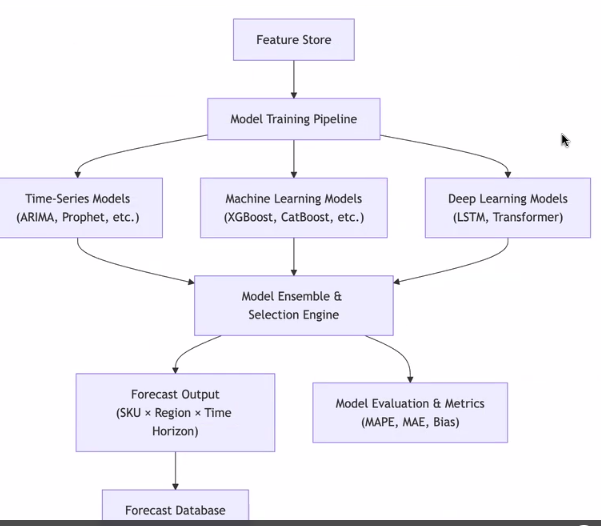 Feature Store
Model Training Pipeline
Time-Series Models
(ARIMA, Prophet, etc.)
Machine Learning Models
(XGBoost, CatBoost, etc.)
Deep Learning Models
(LSTM, Transformer)
Model Ensemble &
Selection Engine
Forecast Output
(SKU × Region × Time
Horizon)
Model Evaluation & Metrics
(MAPE, MAE, Bias)
Forecast Database